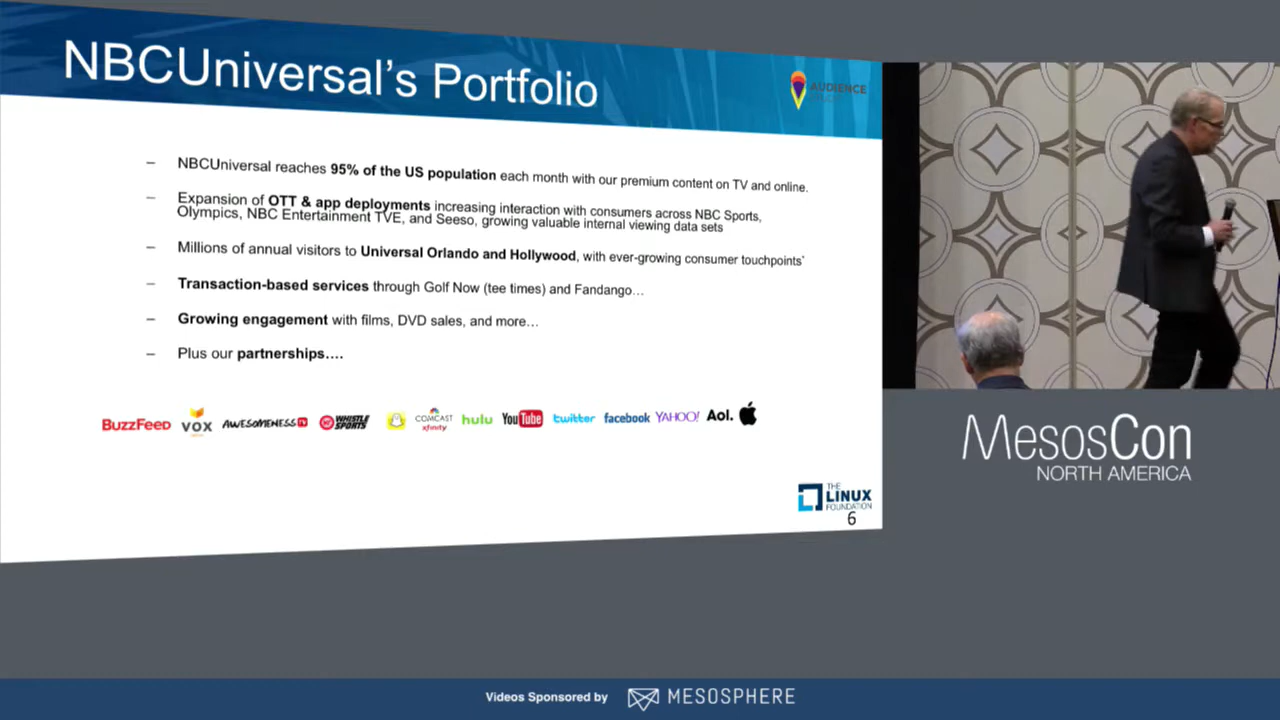 NBCUniversal's Portfolio
AUDIENCE
– NBCUniversal reaches 95% of the US population each month with our premium content on TV and online.
– Expansion of OTT & app deployments increasing interaction with consumers across NBC Sports,
Olympics, NBC Entertainment TVE, and Seeso, growing valuable internal viewing data sets
– Millions of annual visitors to Universal Orlando and Hollywood, with ever-growing consumer touchpoints'
– Transaction-based services through Golf Now (tee times) and Fandango…
– Growing engagement with films, DVD sales, and more…
– Plus our partnerships….
BuzzFeed vox AWESOMENESS TV WHISTLE SPORTS COMCAST xfinity hulu YouTube twitter facebook YAHOO! Aol.
THE
LINUX
FOUNDATION
6
MesosCon
NORTH AMERICA
Videos Sponsored by MESOSPHERE